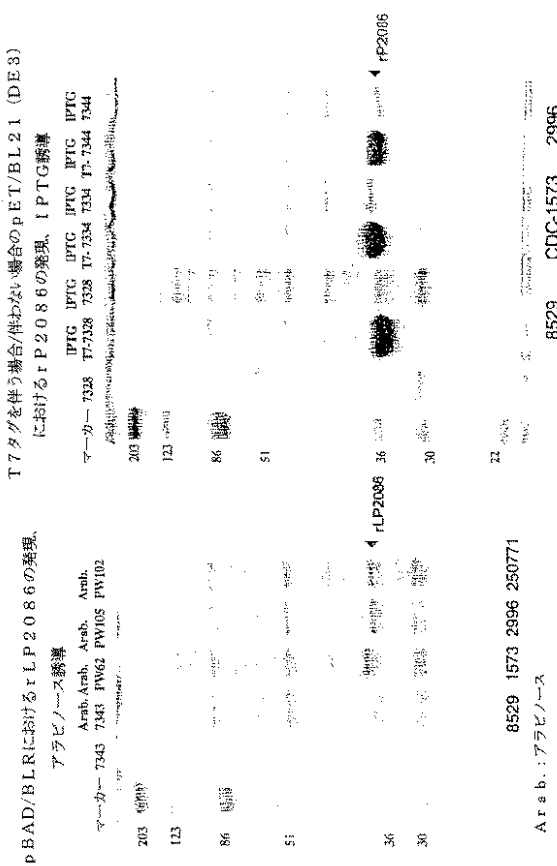 pBAD/BLRにおけるrLP2086の発現、
アラビノース誘導
Arab. Arab. Arab. Arab.
マーカー 7343 7343 PW62 PW105 PW102
203
123
86
51
36
30
rLP2086
8529 1573 2996 250771
Arab.:アラビノース
T7タグを伴う場合/伴わない場合のpET/BL21 (DE3)
におけるrP2086の発現、IPTG誘導
IPTG IPTG IPTG IPTG IPTG IPTG
マーカー 7328 T7-7328 7328 T7-7334 7334 T7-7344 7344
203
123
86
51
36
30
22
rP2086
8529 CDC-1573 2996